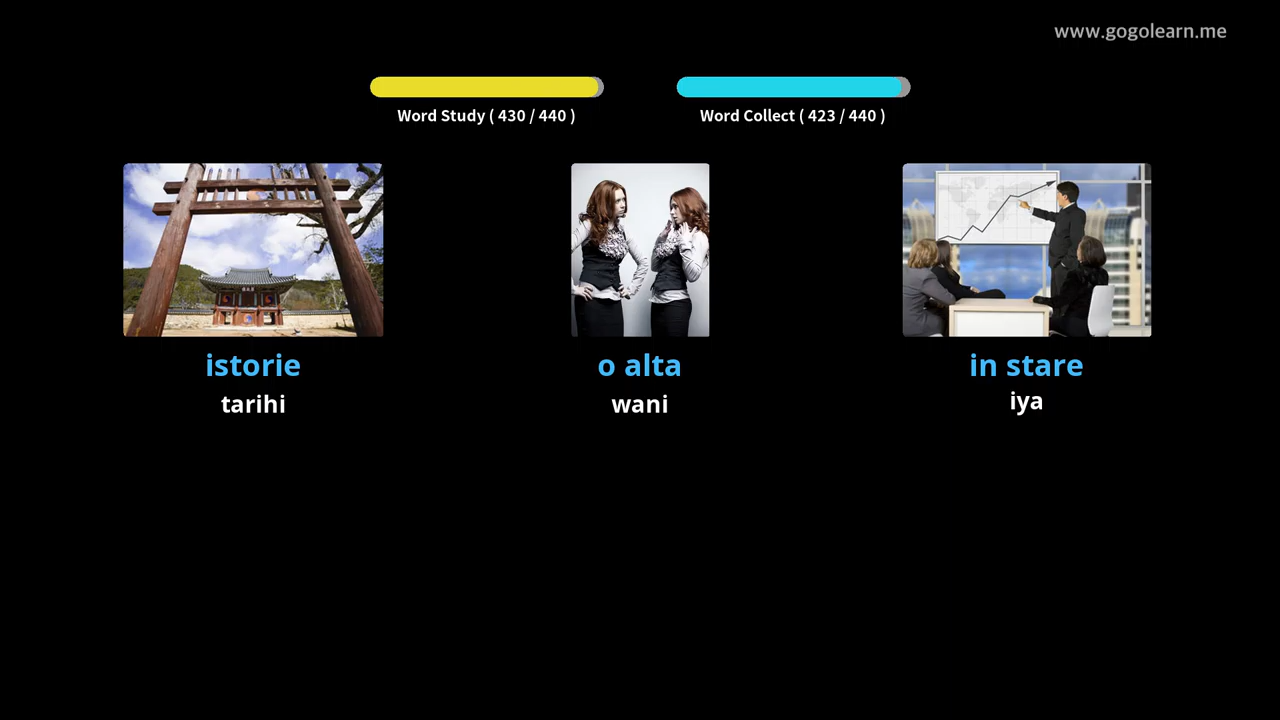 www.gogolearn.me
Word Study ( 430 / 440 )
Word Collect ( 423 / 440 )
istorie
tarihi
o alta
wani
in stare
iya